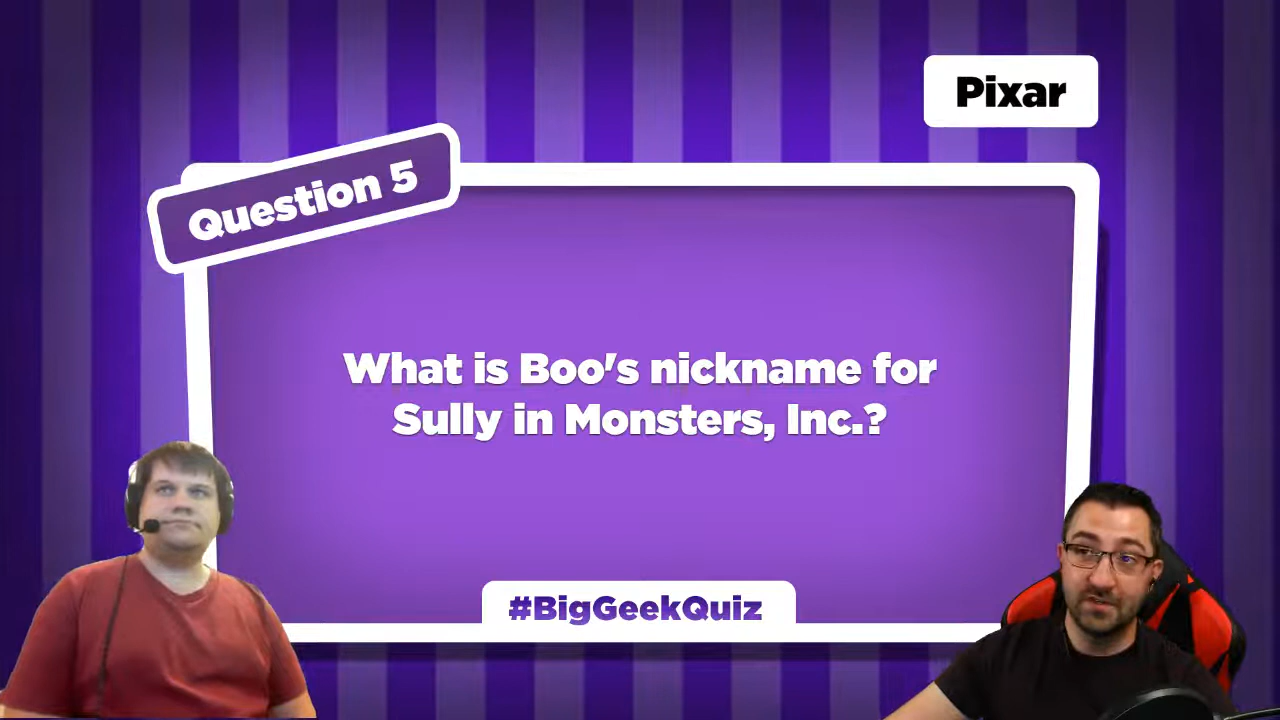 Pixar
Question 5
What is Boo's nickname for
Sully in Monsters, Inc.?
#BigGeekQuiz